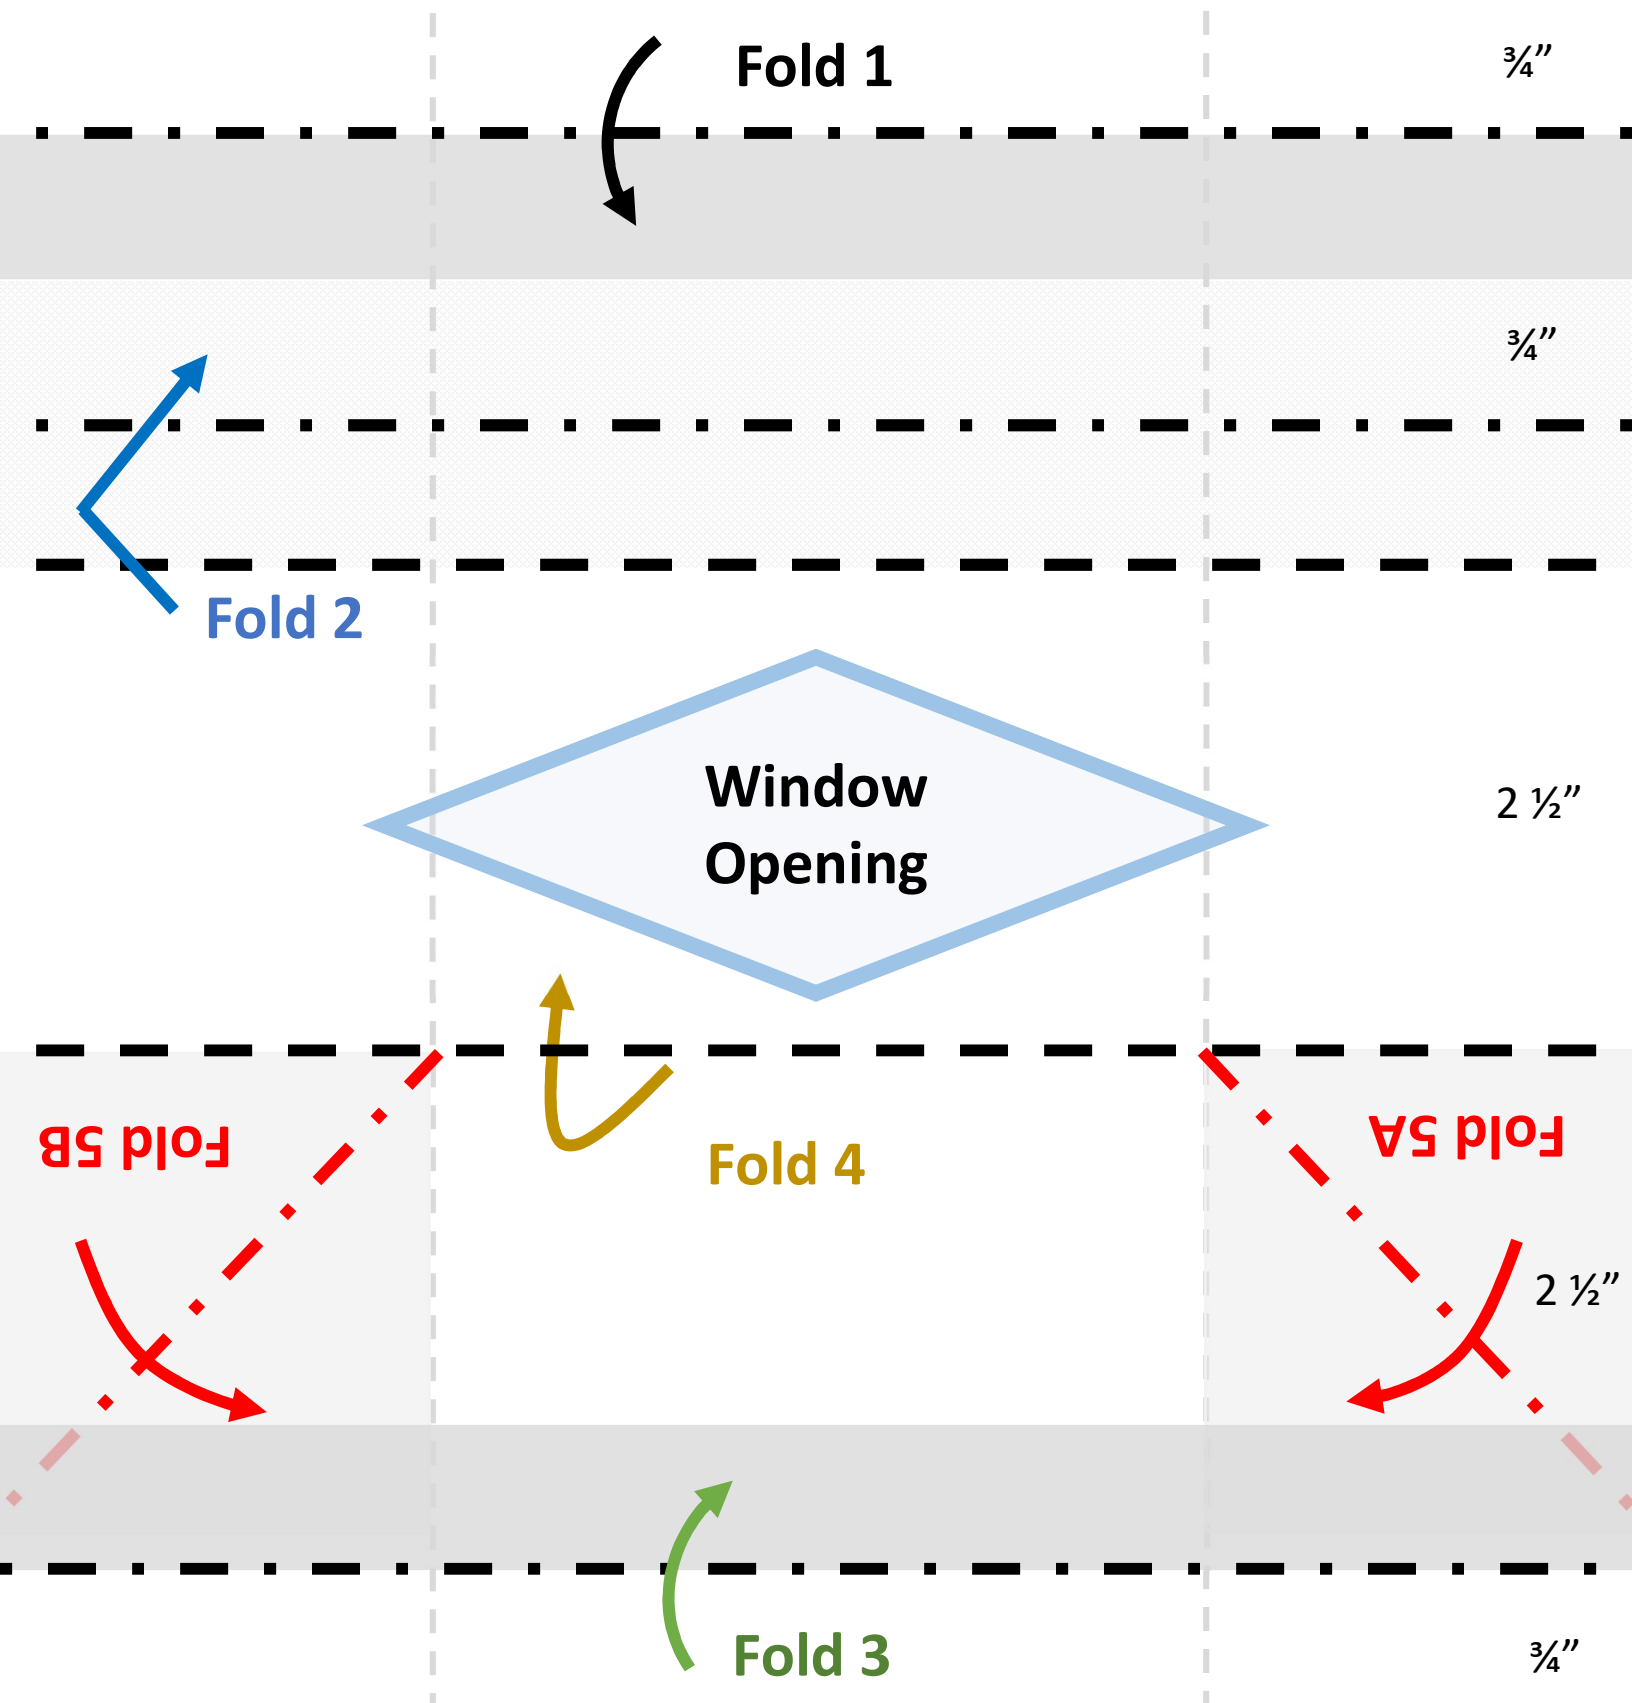 Fold 1
¾”
¾”
Fold 2
Window
Opening
2 ½”
Fold 5B
Fold 5A
Fold 4
2 ½”
Fold 3
¾”